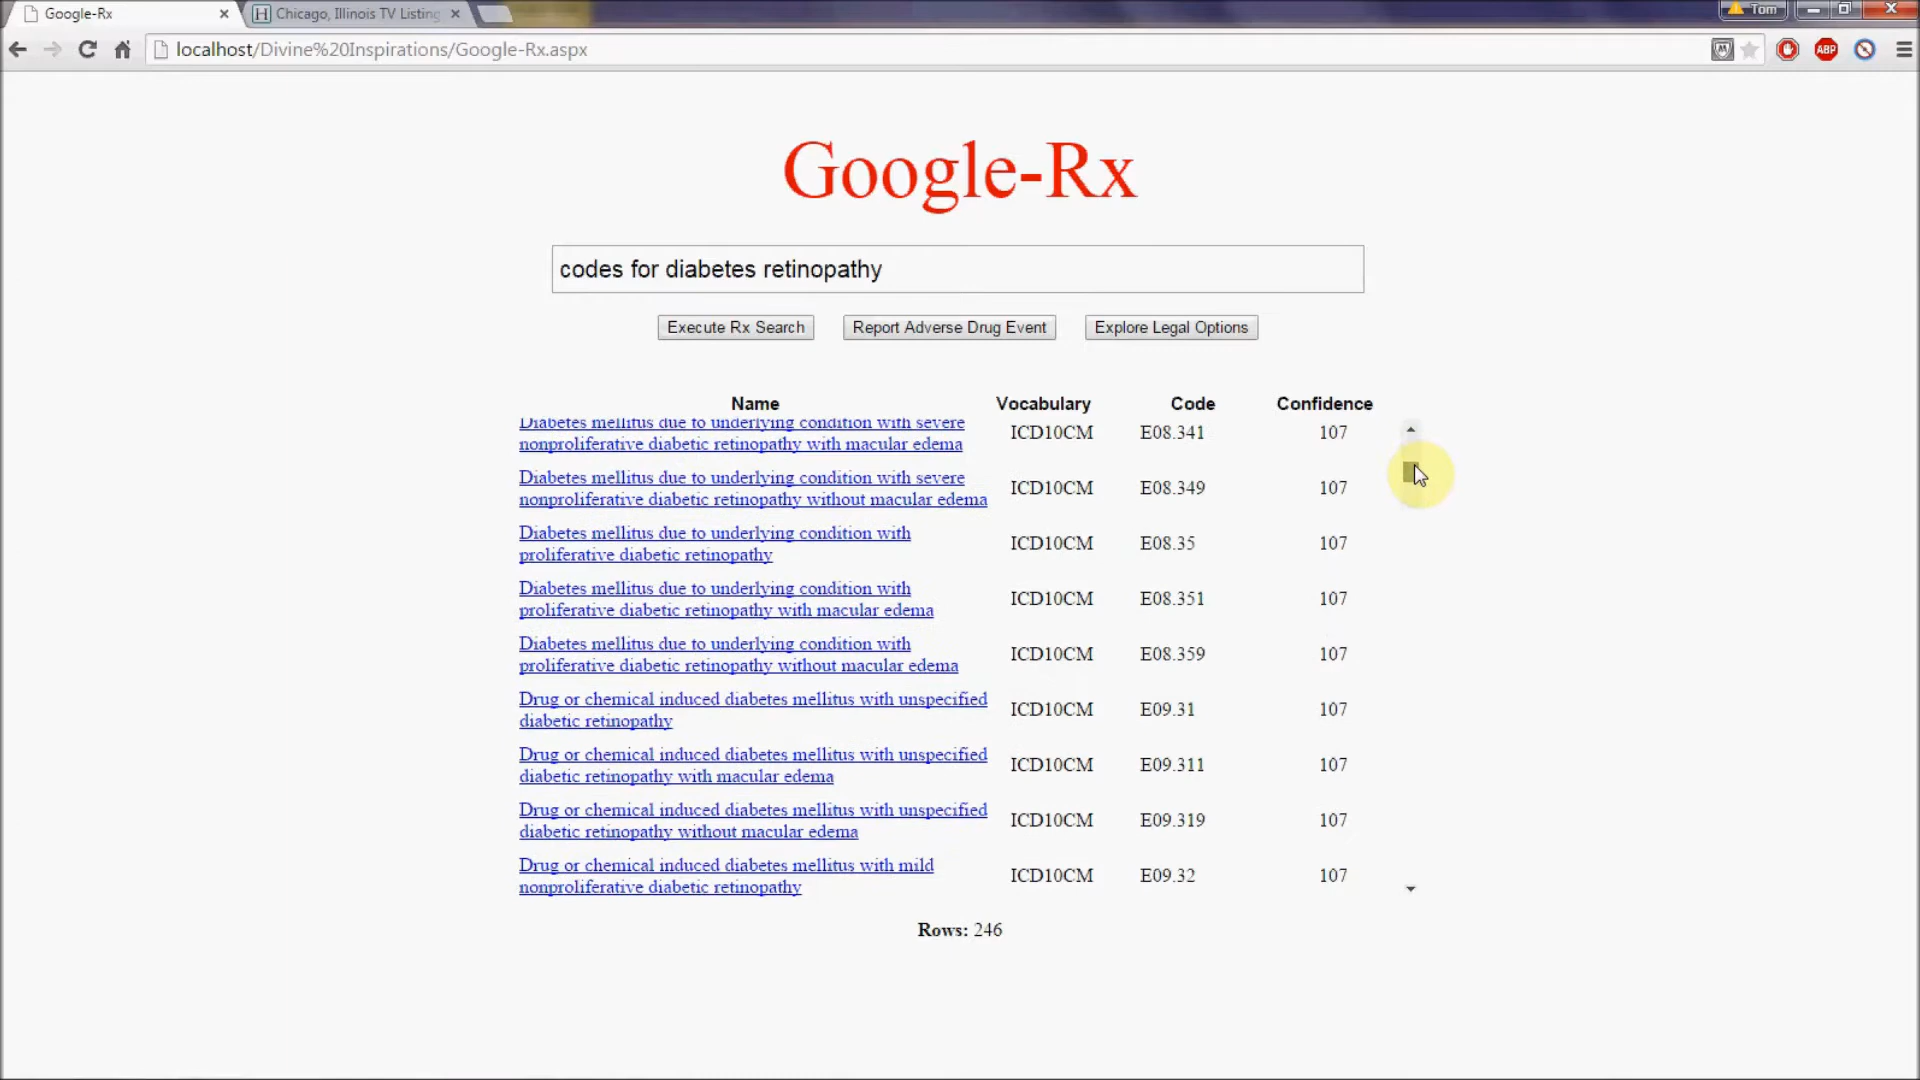 Google-Rx
Chicago, Illinois TV Listing
Tom
localhost/Divine%20Inspirations/Google-Rx.aspx
ABP
Google-Rx
codes for diabetes retinopathy
Execute Rx Search
Report Adverse Drug Event
Explore Legal Options
Name Vocabulary Code Confidence
Diabetes mellitus due to underlying condition with severe
nonproliferative diabetic retinopathy with macular edema
ICD10CM E08.341 107
Diabetes mellitus due to underlying condition with severe
nonproliferative diabetic retinopathy without macular edema
ICD10CM E08.349 107
Diabetes mellitus due to underlying condition with
proliferative diabetic retinopathy
ICD10CM E08.35 107
Diabetes mellitus due to underlying condition with
proliferative diabetic retinopathy with macular edema
ICD10CM E08.351 107
Diabetes mellitus due to underlying condition with
proliferative diabetic retinopathy without macular edema
ICD10CM E08.359 107
Drug or chemical induced diabetes mellitus with unspecified
diabetic retinopathy
ICD10CM E09.31 107
Drug or chemical induced diabetes mellitus with unspecified
diabetic retinopathy with macular edema
ICD10CM E09.311 107
Drug or chemical induced diabetes mellitus with unspecified
diabetic retinopathy without macular edema
ICD10CM E09.319 107
Drug or chemical induced diabetes mellitus with mild
nonproliferative diabetic retinopathy
ICD10CM E09.32 107
Rows: 246